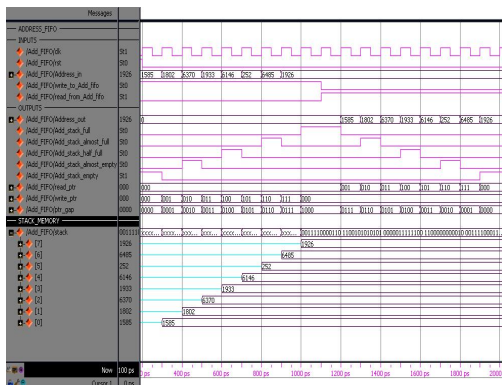 Messages
ADDRESS_FIFO
INPUTS
/Add_FIFO/clk St1
/Add_FIFO/rst St0
/Add_FIFO/Address_in 1926 1585 1802 6370 1933 6146 252 6485 1926
/Add_FIFO/write_to_Add_fifo St0
/Add_FIFO/read_from_Add_fifo St1
OUTPUTS
/Add_FIFO/Address_out 1926 0 1585 1802 6370 1933 6146 252 6485 1926
/Add_FIFO/Add_stack_full St0
/Add_FIFO/Add_stack_almost_full St0
/Add_FIFO/Add_stack_half_full St0
/Add_FIFO/Add_stack_almost_empty St0
/Add_FIFO/Add_stack_empty St1
/Add_FIFO/read_ptr 000 000 001 010 011 100 101 110 111 000
/Add_FIFO/write_ptr 000 000 001 010 011 100 101 110 111 000
/Add_FIFO/ptr_gap 0000 0000 0001 0010 0011 0100 0101 0110 0111 1000 0111 0110 0101 0100 0011 0010 0001 0000
STACK_MEMORY
/Add_FIFO/stack
[7] 1926 1926
[6] 6485 6485
[5] 252 252
[4] 6146 6146
[3] 1933 1933
[2] 6370 6370
[1] 1802 1802
[0] 1585 1585
Now 100 ps 400 ps 600 ps 800 ps 1000 ps 1200 ps 1400 ps 1600 ps 1800 ps
Cursor 1 0 ps